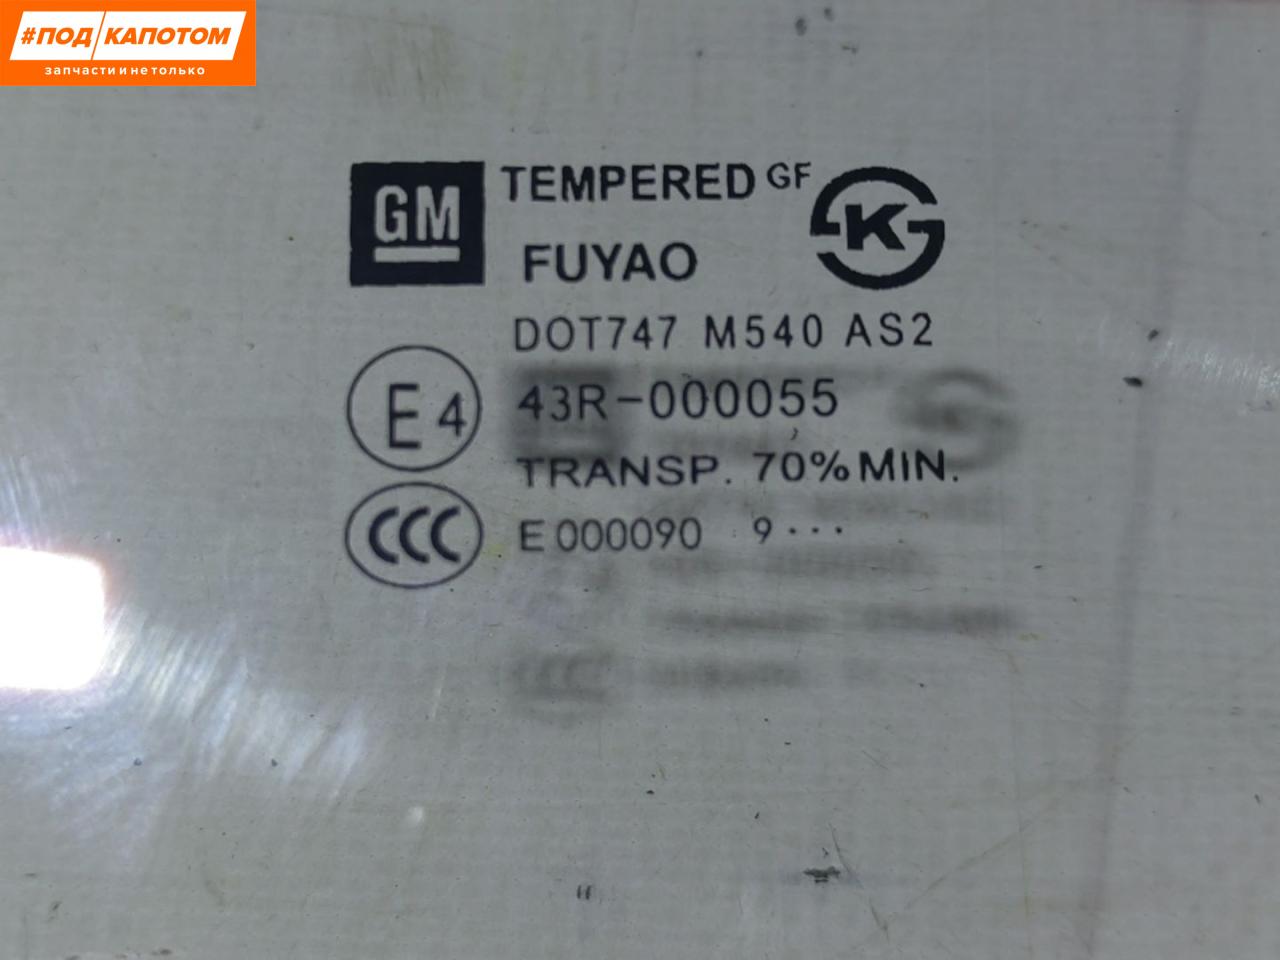 #ПОД КАПОТОМ
запчасти и не только
GM TEMPERED GF K
FUYAO
DOT747 M540 AS2
E4 43R-000055
TRANSP. 70% MIN.
CCC E000090 9···